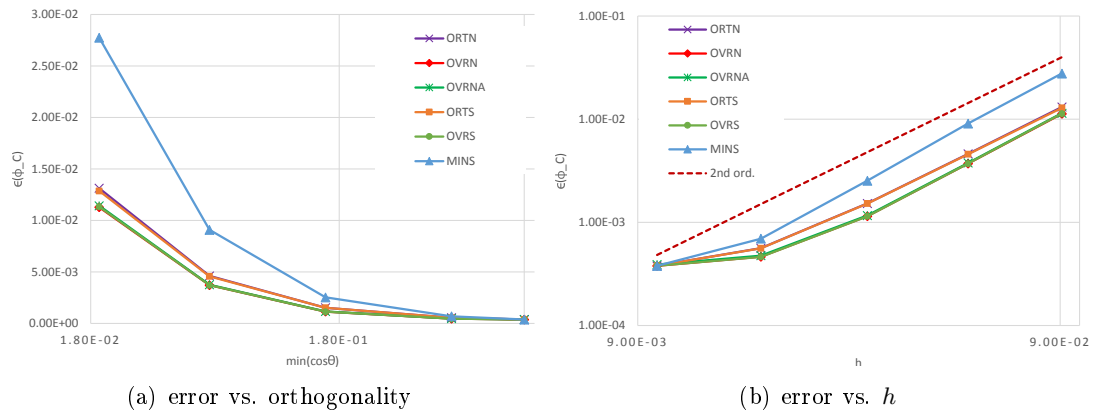 3.00E-02
2.50E-02
2.00E-02
1.50E-02
1.00E-02
5.00E-03
0.00E+00
ϵ(ϕ_C)
1.80E-02
1.80E-01
min(cosθ)
ORTN
OVRN
OVRNA
ORTS
OVRS
MINS
(a) error vs. orthogonality
1.00E-01
1.00E-02
1.00E-03
1.00E-04
ϵ(ϕ_C)
9.00E-03
9.00E-02
h
ORTN
OVRN
OVRNA
ORTS
OVRS
MINS
2nd ord.
(b) error vs. h